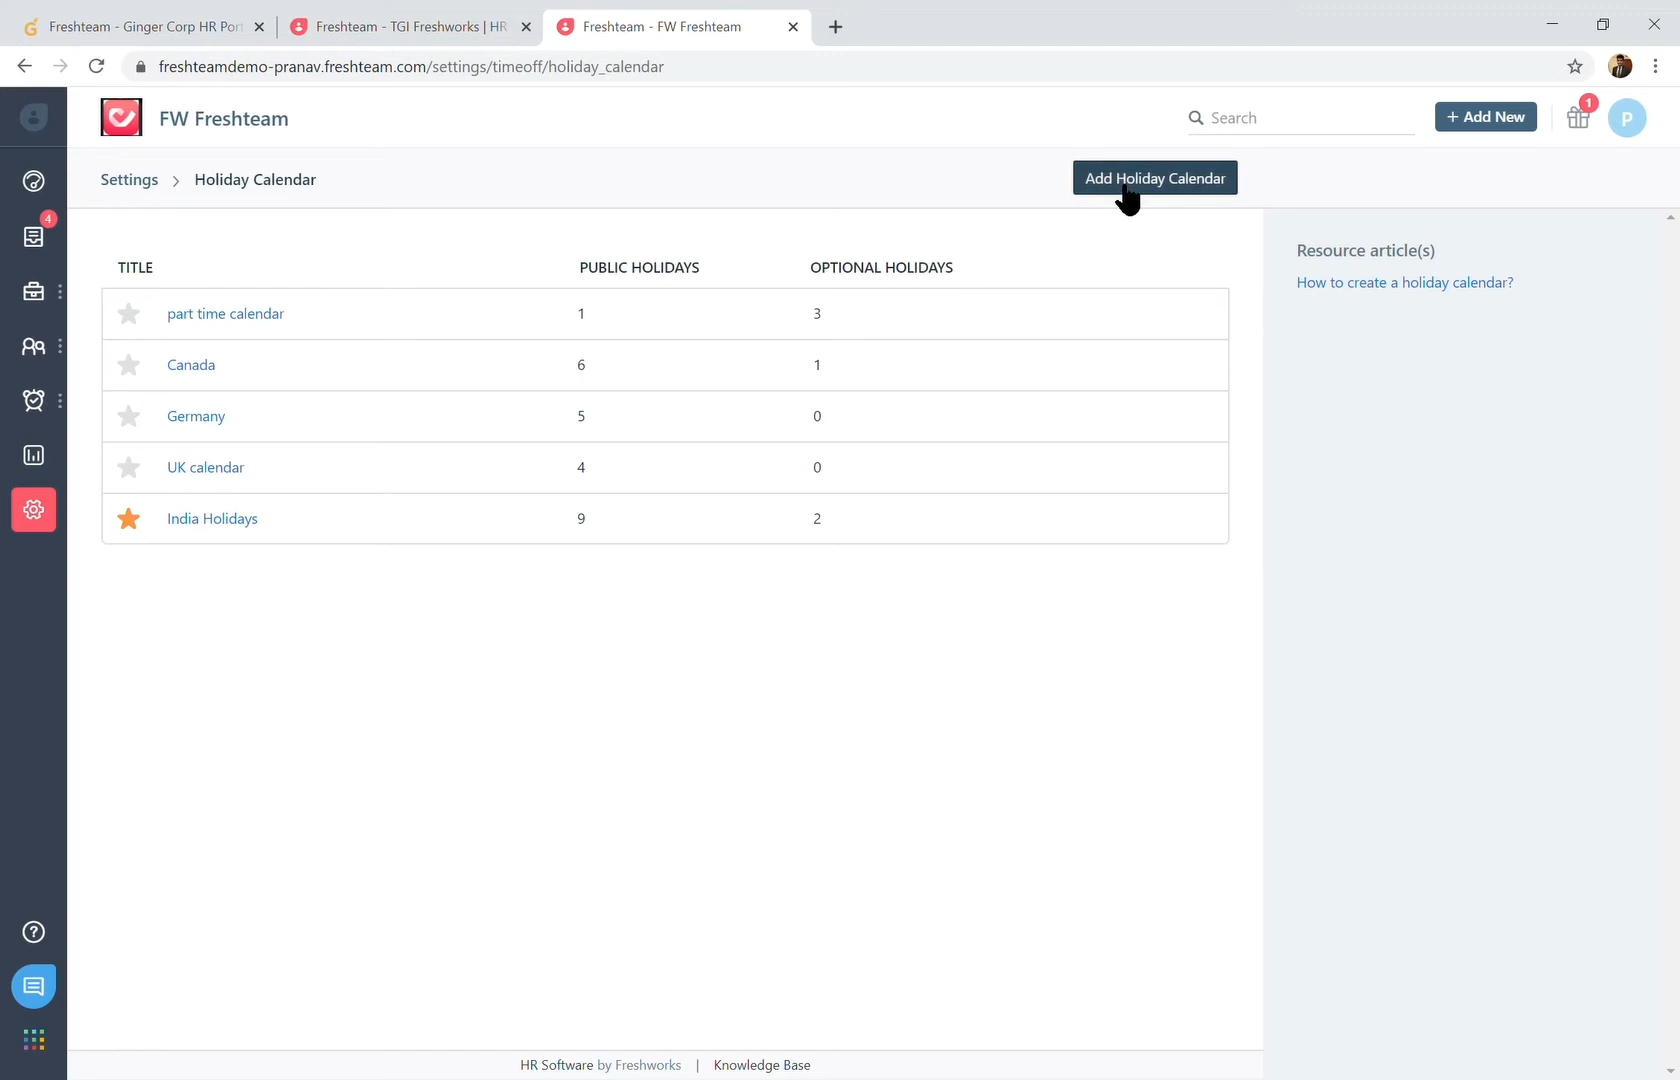 Freshteam - Ginger Corp HR Por
Freshteam - TGI Freshworks | HR
Freshteam - FW Freshteam
freshteamdemo-pranav.freshteam.com/settings/timeoff/holiday_calendar
FW Freshteam
Search
+ Add New
1
P
Settings > Holiday Calendar
Add Holiday Calendar
4
TITLE PUBLIC HOLIDAYS OPTIONAL HOLIDAYS
part time calendar 1 3
Canada 6 1
Germany 5 0
UK calendar 4 0
India Holidays 9 2
Resource article(s)
How to create a holiday calendar?
HR Software by Freshworks | Knowledge Base